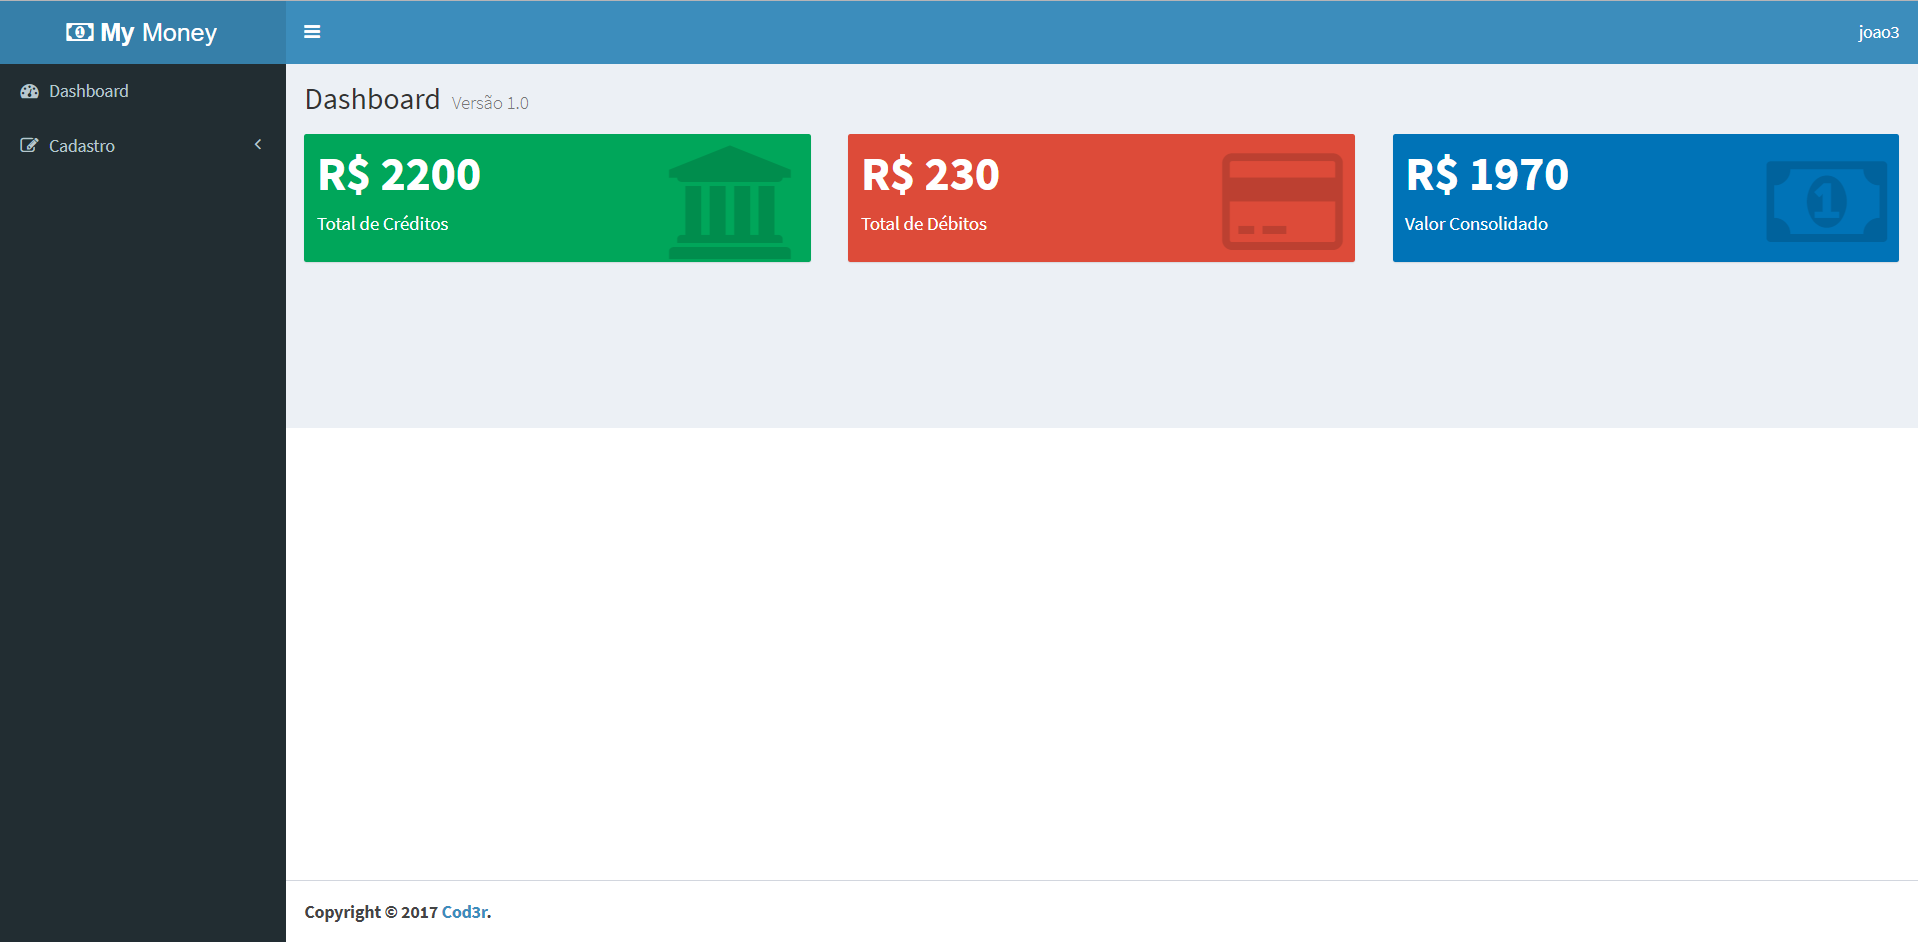 My Money
joao3
Dashboard
Cadastro
Dashboard Versão 1.0
R$ 2200
Total de Créditos
R$ 230
Total de Débitos
R$ 1970
Valor Consolidado
Copyright © 2017 Cod3r.